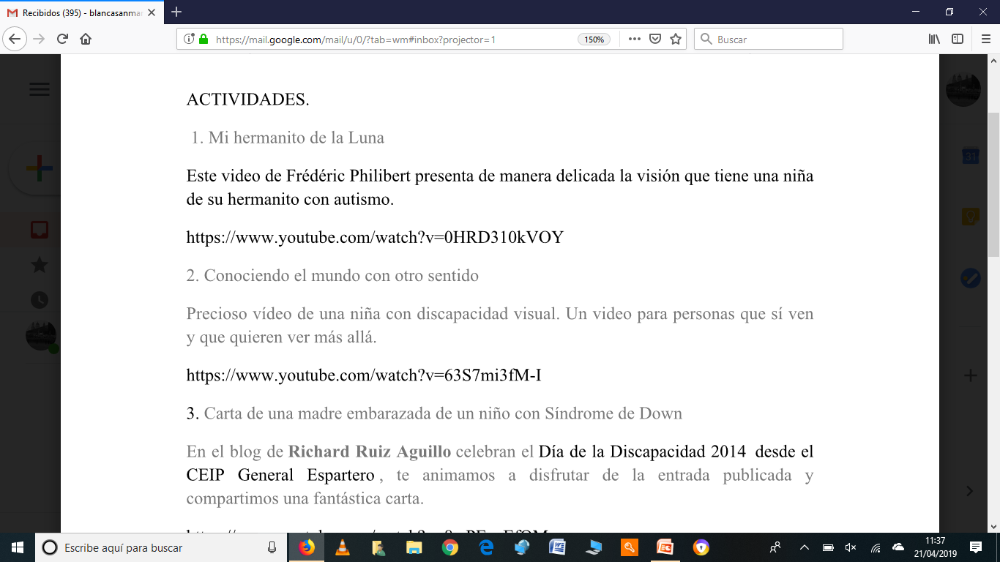 Recibidos (395) - blancasanmar
https://mail.google.com/mail/u/0/?tab=wm#inbox?projector=1
150%
Buscar
ACTIVIDADES.
1. Mi hermanito de la Luna
Este video de Frédéric Philibert presenta de manera delicada la visión que tiene una niña
de su hermanito con autismo.
https://www.youtube.com/watch?v=0HRD310kVOY
2. Conociendo el mundo con otro sentido
Precioso vídeo de una niña con discapacidad visual. Un video para personas que sí ven
y que quieren ver más allá.
https://www.youtube.com/watch?v=63S7mi3fM-I
3. Carta de una madre embarazada de un niño con Síndrome de Down
En el blog de Richard Ruiz Aguillo celebran el Día de la Discapacidad 2014 desde el
CEIP General Espartero , te animamos a disfrutar de la entrada publicada y
compartimos una fantástica carta.
31
Escribe aquí para buscar
11:37
21/04/2019